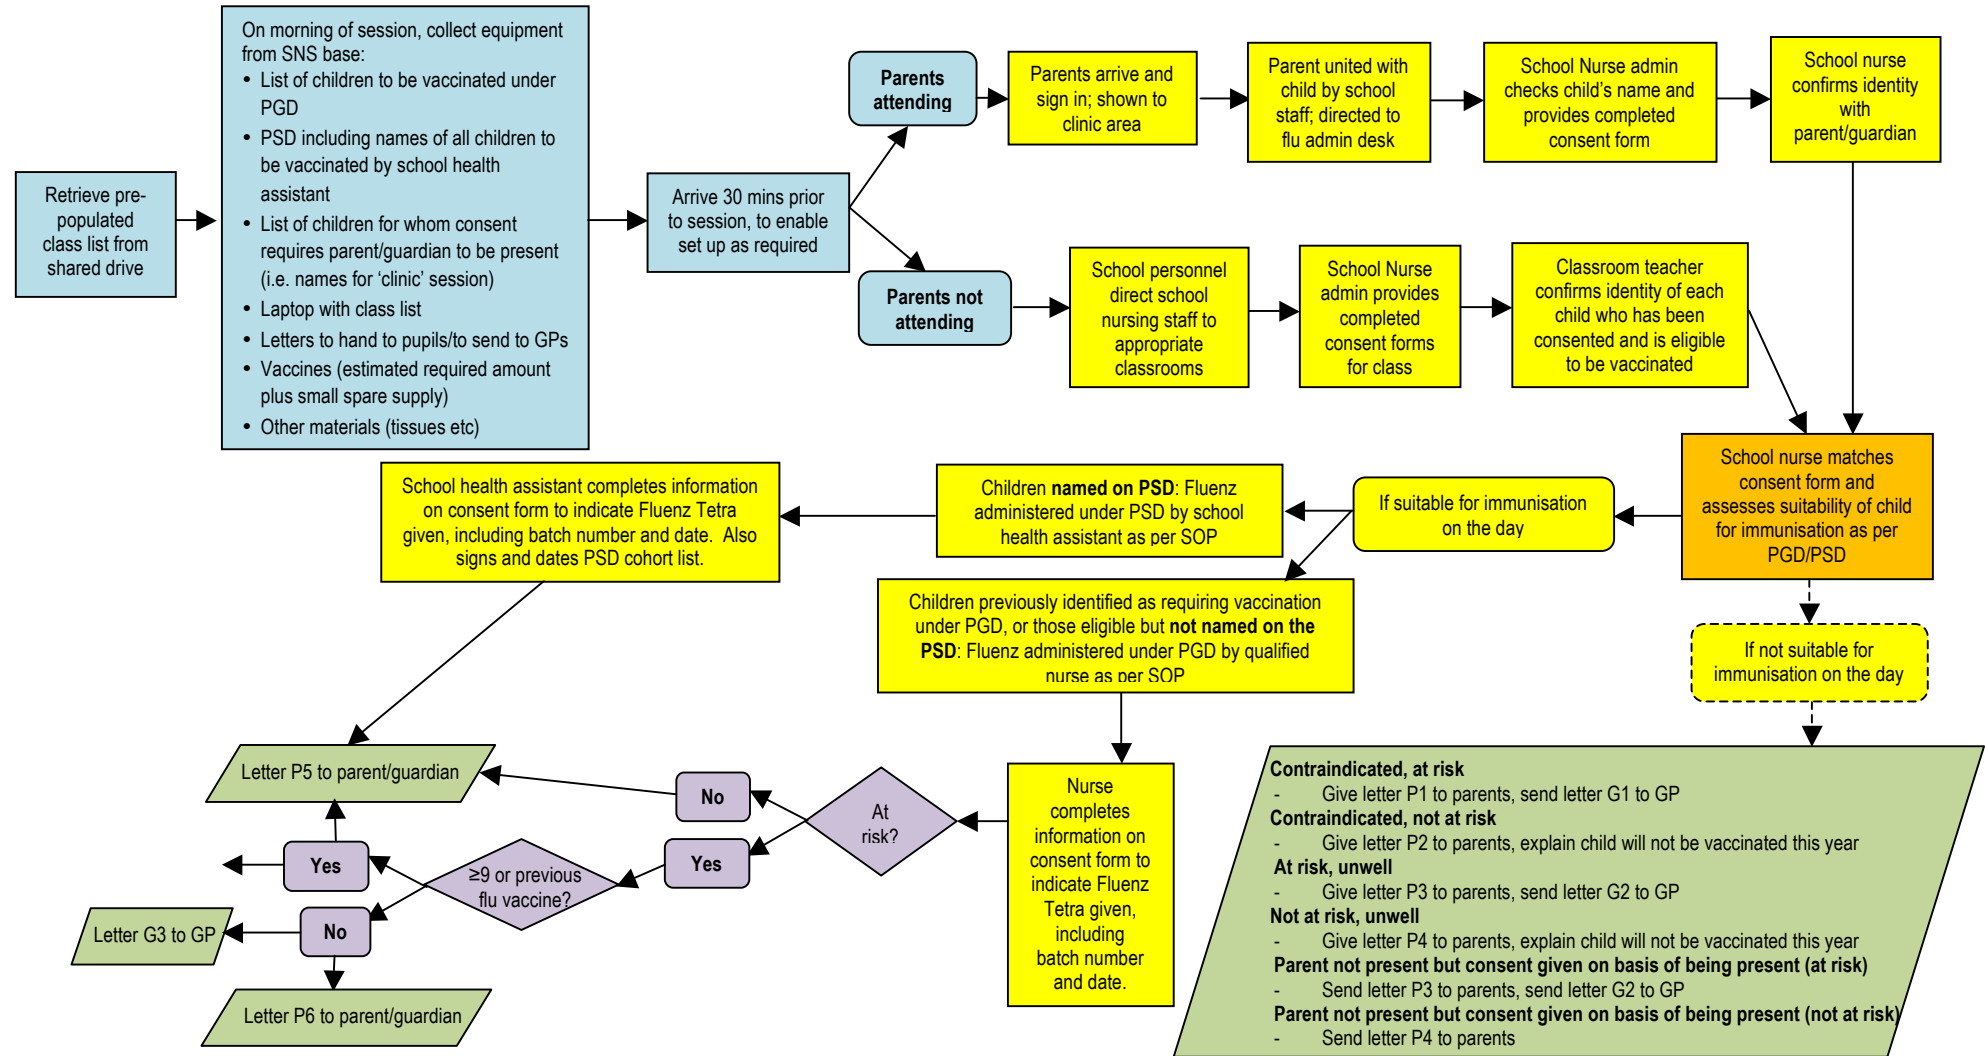 Retrieve pre-
populated
class list from
shared drive
On morning of session, collect equipment
from SNS base:
• List of children to be vaccinated under
PGD
• PSD including names of all children to
be vaccinated by school health
assistant
• List of children for whom consent
requires parent/guardian to be present
(i.e. names for ‘clinic’ session)
• Laptop with class list
• Letters to hand to pupils/to send to GPs
• Vaccines (estimated required amount
plus small spare supply)
• Other materials (tissues etc)
Arrive 30 mins prior
to session, to enable
set up as required
Parents
attending
Parents arrive and
sign in; shown to
clinic area
Parent united with
child by school
staff; directed to
flu admin desk
School Nurse admin
checks child’s name and
provides completed
consent form
School nurse
confirms identity
with
parent/guardian
Parents not
attending
School personnel
direct school
nursing staff to
appropriate
classrooms
School Nurse
admin provides
completed
consent forms
for class
Classroom teacher
confirms identity of each
child who has been
consented and is eligible
to be vaccinated
School nurse matches
consent form and
assesses suitability of child
for immunisation as per
PGD/PSD
If suitable for immunisation
on the day
Children named on PSD: Fluenz
administered under PSD by school
health assistant as per SOP
School health assistant completes information
on consent form to indicate Fluenz Tetra
given, including batch number and date.  Also
signs and dates PSD cohort list.
Children previously identified as requiring vaccination
under PGD, or those eligible but not named on the
PSD: Fluenz administered under PGD by qualified
nurse as per SOP
If not suitable for
immunisation on the day
Nurse
completes
information on
consent form to
indicate Fluenz
Tetra given,
including
batch number
and date.
At
risk?
No
Yes
Letter P5 to parent/guardian
≥9 or previous
flu vaccine?
Yes
No
Letter G3 to GP
Letter P6 to parent/guardian
Contraindicated, at risk
- Give letter P1 to parents, send letter G1 to GP
Contraindicated, not at risk
- Give letter P2 to parents, explain child will not be vaccinated this year
At risk, unwell
- Give letter P3 to parents, send letter G2 to GP
Not at risk, unwell
- Give letter P4 to parents, explain child will not be vaccinated this year
Parent not present but consent given on basis of being present (at risk)
- Send letter P3 to parents, send letter G2 to GP
Parent not present but consent given on basis of being present (not at risk)
- Send letter P4 to parents